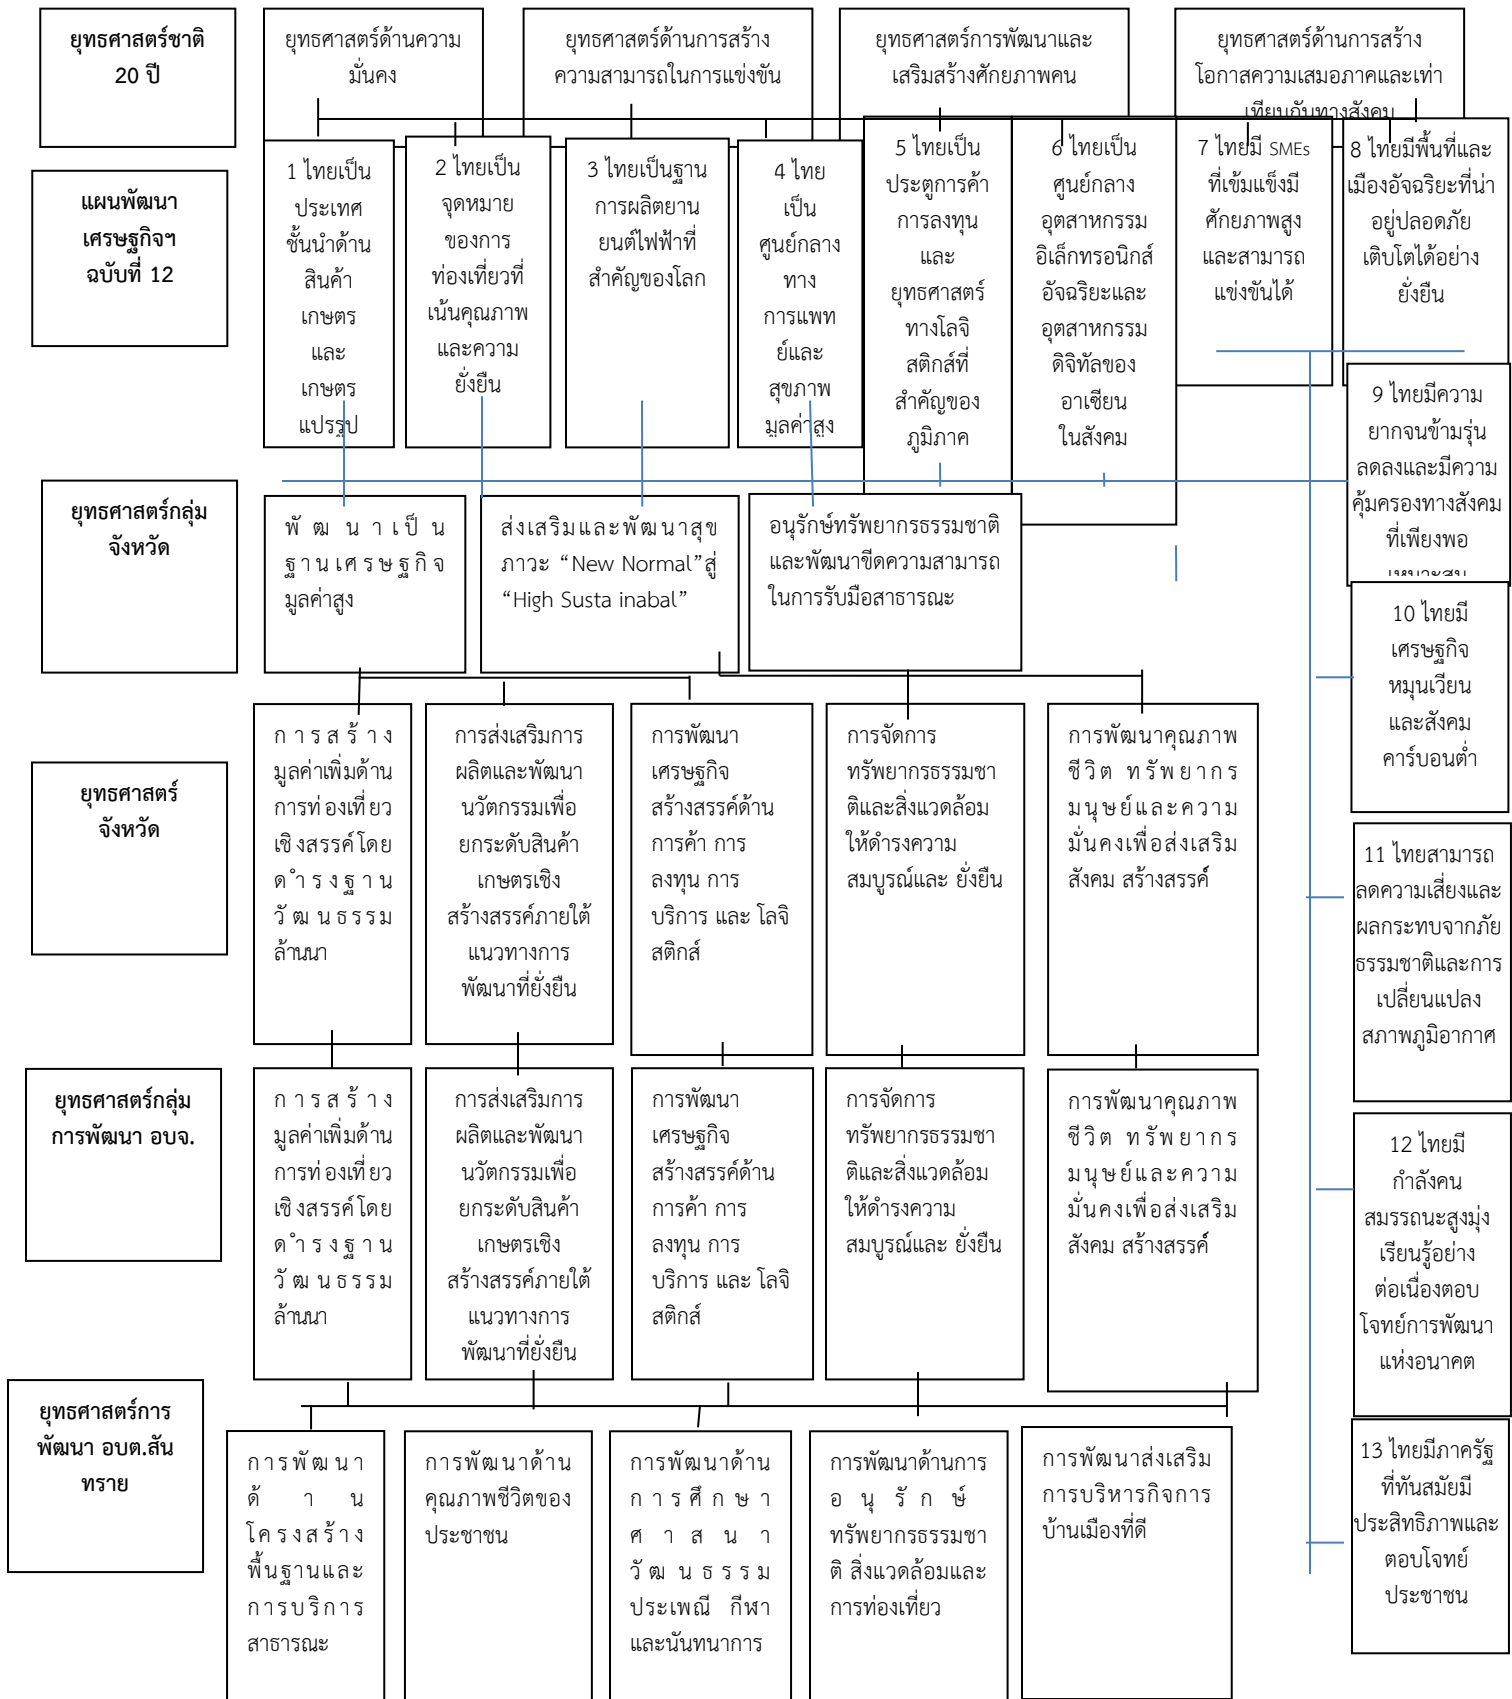 ยุทธศาสตร์ชาติ
20 ปี
ยุทธศาสตร์ด้านความ
มั่นคง
ยุทธศาสตร์ด้านการสร้าง
ความสามารถในการแข่งขัน
ยุทธศาสตร์การพัฒนาและ
เสริมสร้างศักยภาพคน
ยุทธศาสตร์ด้านการสร้าง
โอกาสความเสมอภาคและเท่า
เทียมกันทางสังคม
แผนพัฒนา
เศรษฐกิจฯ
ฉบับที่ 12
1 ไทยเป็น
ประเทศ
ชั้นนำด้าน
สินค้า
เกษตร
และ
เกษตร
แปรรูป
2 ไทยเป็น
จุดหมาย
ของการ
ท่องเที่ยวที่
เน้นคุณภาพ
และความ
ยั่งยืน
3 ไทยเป็นฐาน
การผลิตยาน
ยนต์ไฟฟ้าที่
สำคัญของโลก
4 ไทย
เป็น
ศูนย์กลาง
ทาง
การแพท
ย์และ
สุขภาพ
มูลค่าสูง
5 ไทยเป็น
ประตูการค้า
การลงทุน
และ
ยุทธศาสตร์
ทางโลจิ
สติกส์ที่
สำคัญของ
ภูมิภาค
6 ไทยเป็น
ศูนย์กลาง
อุตสาหกรรม
อิเล็กทรอนิกส์
อัจฉริยะและ
อุตสาหกรรม
ดิจิทัลของ
อาเซียน
ในสังคม
7 ไทยมี SMEs
ที่เข้มแข็งมี
ศักยภาพสูง
และสามารถ
แข่งขันได้
8 ไทยมีพื้นที่และ
เมืองอัจฉริยะที่น่า
อยู่ปลอดภัย
เติบโตได้อย่าง
ยั่งยืน
9 ไทยมีความ
ยากจนข้ามรุ่น
ลดลงและมีความ
คุ้มครองทางสังคม
ที่เพียงพอ
เหมาะสม
10 ไทยมี
เศรษฐกิจ
หมุนเวียน
และสังคม
คาร์บอนต่ำ
11 ไทยสามารถ
ลดความเสี่ยงและ
ผลกระทบจากภัย
ธรรมชาติและการ
เปลี่ยนแปลง
สภาพภูมิอากาศ
12 ไทยมี
กำลังคน
สมรรถนะสูงมุ่ง
เรียนรู้อย่าง
ต่อเนื่องตอบ
โจทย์การพัฒนา
แห่งอนาคต
13 ไทยมีภาครัฐ
ที่ทันสมัยมี
ประสิทธิภาพและ
ตอบโจทย์
ประชาชน
ยุทธศาสตร์กลุ่ม
จังหวัด
พัฒนาเป็น
ฐานเศรษฐกิจ
มูลค่าสูง
ส่งเสริมและพัฒนาสุข
ภาวะ “New Normal”สู่
“High Susta inabal”
อนุรักษ์ทรัพยากรธรรมชาติ
และพัฒนาขีดความสามารถ
ในการรับมือสาธารณะ
ยุทธศาสตร์
จังหวัด
การสร้าง
มูลค่าเพิ่มด้าน
การท่องเที่ยว
เชิงสรรค์โดย
ดำรงฐาน
วัฒนธรรม
ล้านนา
การส่งเสริมการ
ผลิตและพัฒนา
นวัตกรรมเพื่อ
ยกระดับสินค้า
เกษตรเชิง
สร้างสรรค์ภายใต้
แนวทางการ
พัฒนาที่ยั่งยืน
การพัฒนา
เศรษฐกิจ
สร้างสรรค์ด้าน
การค้า การ
ลงทุน การ
บริการ และ โลจิ
สติกส์
การจัดการ
ทรัพยากรธรรมชา
ติและสิ่งแวดล้อม
ให้ดำรงความ
สมบูรณ์และ ยั่งยืน
การพัฒนาคุณภาพ
ชีวิต ทรัพยากร
มนุษย์และความ
มั่นคงเพื่อส่งเสริม
สังคม สร้างสรรค์
ยุทธศาสตร์กลุ่ม
การพัฒนา อบจ.
การสร้าง
มูลค่าเพิ่มด้าน
การท่องเที่ยว
เชิงสรรค์โดย
ดำรงฐาน
วัฒนธรรม
ล้านนา
การส่งเสริมการ
ผลิตและพัฒนา
นวัตกรรมเพื่อ
ยกระดับสินค้า
เกษตรเชิง
สร้างสรรค์ภายใต้
แนวทางการ
พัฒนาที่ยั่งยืน
การพัฒนา
เศรษฐกิจ
สร้างสรรค์ด้าน
การค้า การ
ลงทุน การ
บริการ และ โลจิ
สติกส์
การจัดการ
ทรัพยากรธรรมชา
ติและสิ่งแวดล้อม
ให้ดำรงความ
สมบูรณ์และ ยั่งยืน
การพัฒนาคุณภาพ
ชีวิต ทรัพยากร
มนุษย์และความ
มั่นคงเพื่อส่งเสริม
สังคม สร้างสรรค์
ยุทธศาสตร์การ
พัฒนา อบต.สัน
ทราย
การพัฒนา
ด้าน
โครงสร้าง
พื้นฐานและ
การบริการ
สาธารณะ
การพัฒนาด้าน
คุณภาพชีวิตของ
ประชาชน
การพัฒนาด้าน
การศึกษา
ศาสนา
วัฒนธรรม
ประเพณี กีฬา
และนันทนาการ
การพัฒนาด้านการ
อนุรักษ์
ทรัพยากรธรรมชา
ติ สิ่งแวดล้อมและ
การท่องเที่ยว
การพัฒนาส่งเสริม
การบริหารกิจการ
บ้านเมืองที่ดี